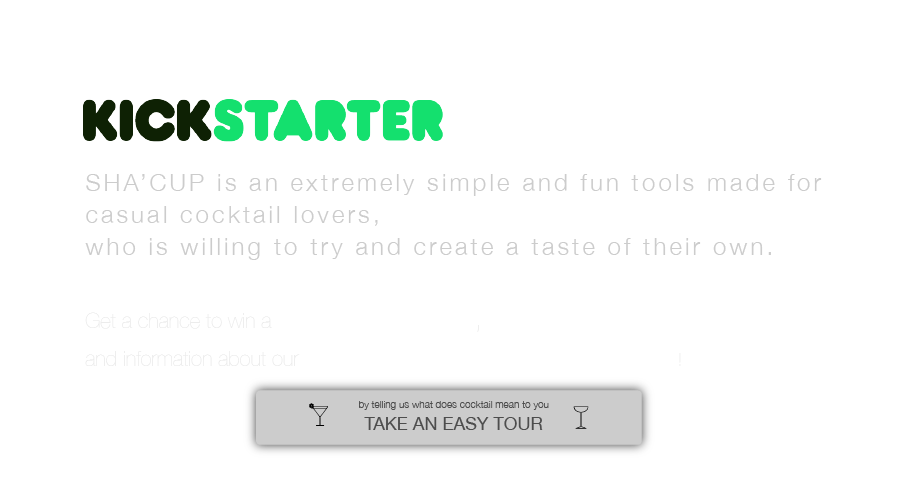 KICKSTARTER
SHA’CUP is an extremely simple and fun tools made for
casual cocktail lovers,
who is willing to try and create a taste of their own.
Get a chance to win a ,
and information about our
by telling us what does cocktail mean to you
TAKE AN EASY TOUR